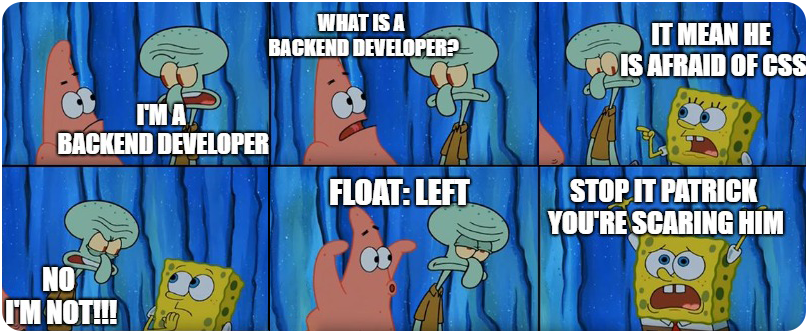 I'M A
BACKEND DEVELOPER
WHAT IS A
BACKEND DEVELOPER?
IT MEAN HE
IS AFRAID OF CSS
NO
I'M NOT!!!
FLOAT: LEFT
STOP IT PATRICK
YOU'RE SCARING HIM